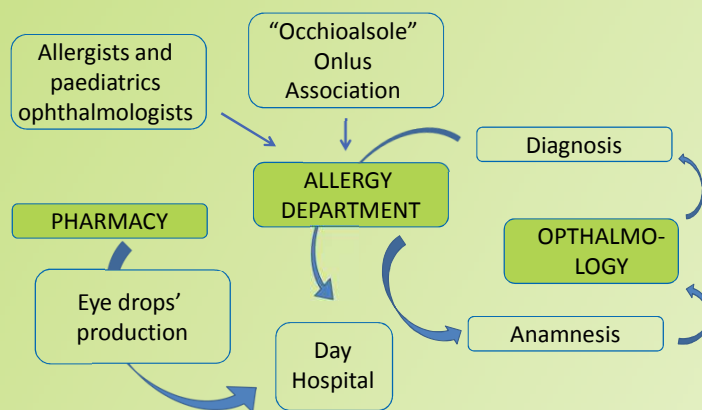 Allergists and
paediatrics
ophthalmologists
“Occhioalsole”
Onlus
Association
Diagnosis
ALLERGY
DEPARTMENT
PHARMACY
OPTHALMO-
LOGY
Eye drops’
production
Anamnesis
Day
Hospital